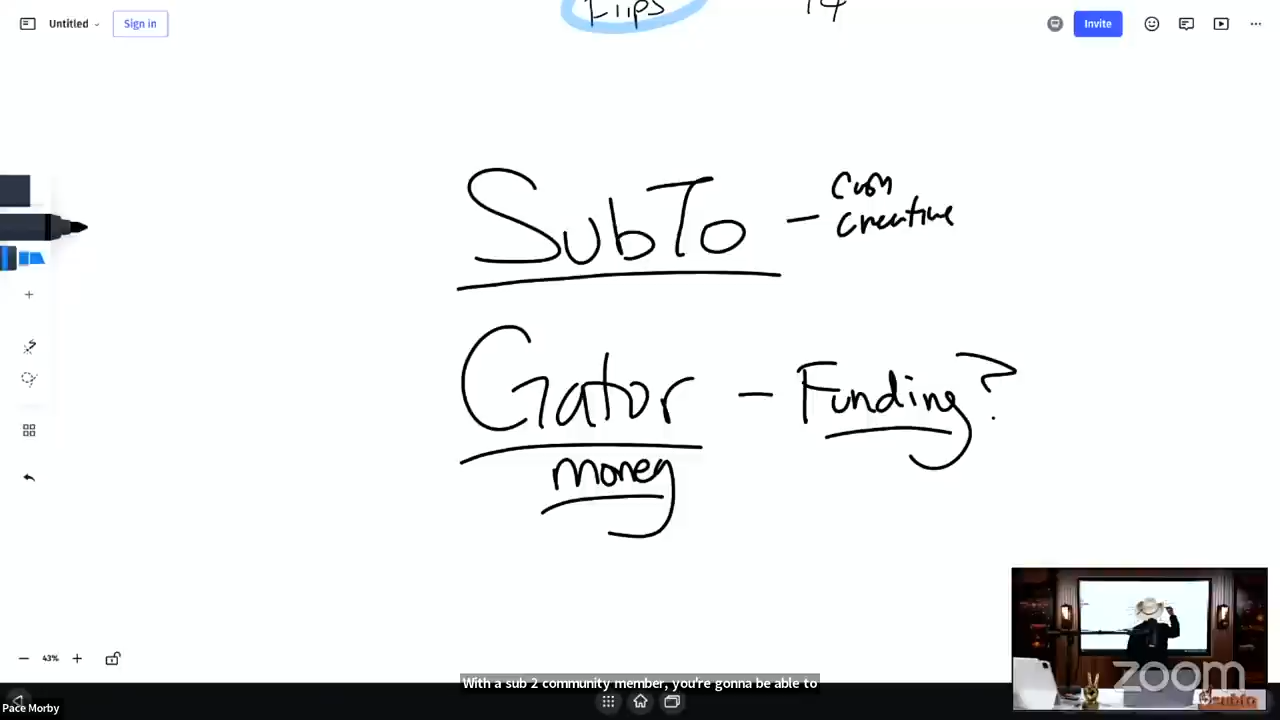 Untitled
Sign in
Invite
Flips 14
SubTo - Cash
Creative
Gator - Funding?
money
43%
With a sub 2 community member, you're gonna be able to
Pace Morby
zoom